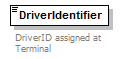 DriverIdentifier
DriverID assigned at
Terminal